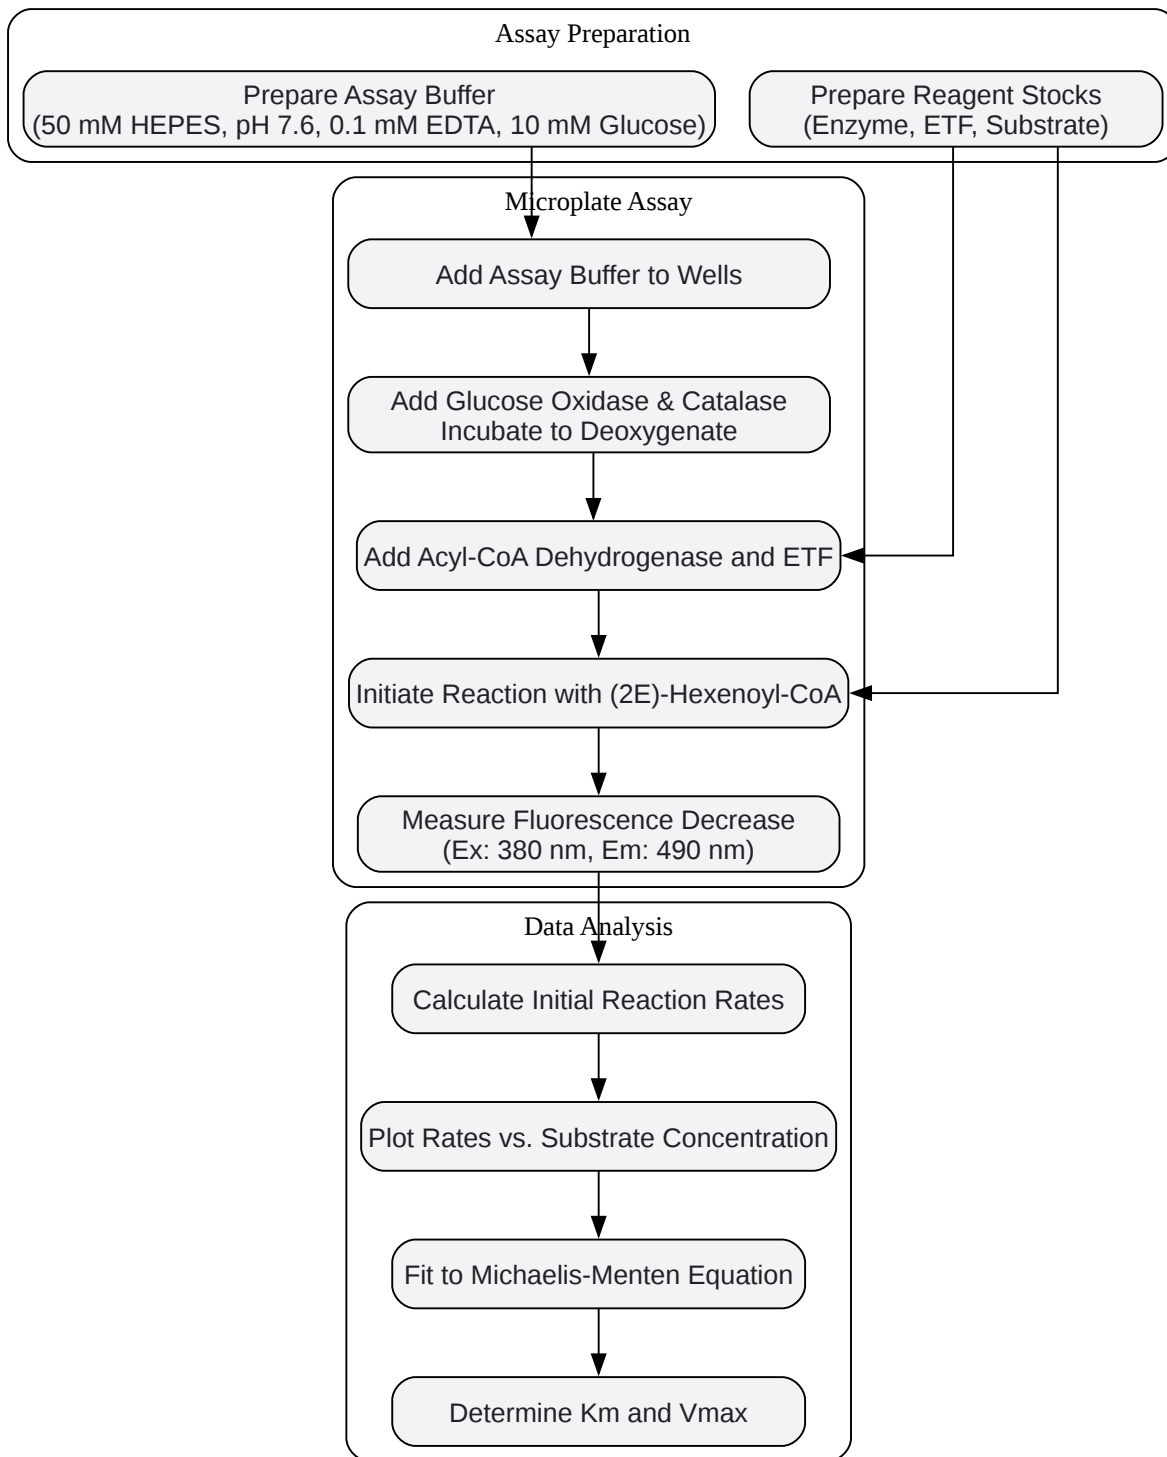 Assay Preparation
Prepare Assay Buffer
(50 mM HEPES, pH 7.6, 0.1 mM EDTA, 10 mM Glucose)
Prepare Reagent Stocks
(Enzyme, ETF, Substrate)
Microplate Assay
Add Assay Buffer to Wells
Add Glucose Oxidase & Catalase
Incubate to Deoxygenate
Add Acyl-CoA Dehydrogenase and ETF
Initiate Reaction with (2E)-Hexenoyl-CoA
Measure Fluorescence Decrease
(Ex: 380 nm, Em: 490 nm)
Data Analysis
Calculate Initial Reaction Rates
Plot Rates vs. Substrate Concentration
Fit to Michaelis-Menten Equation
Determine Km and Vmax